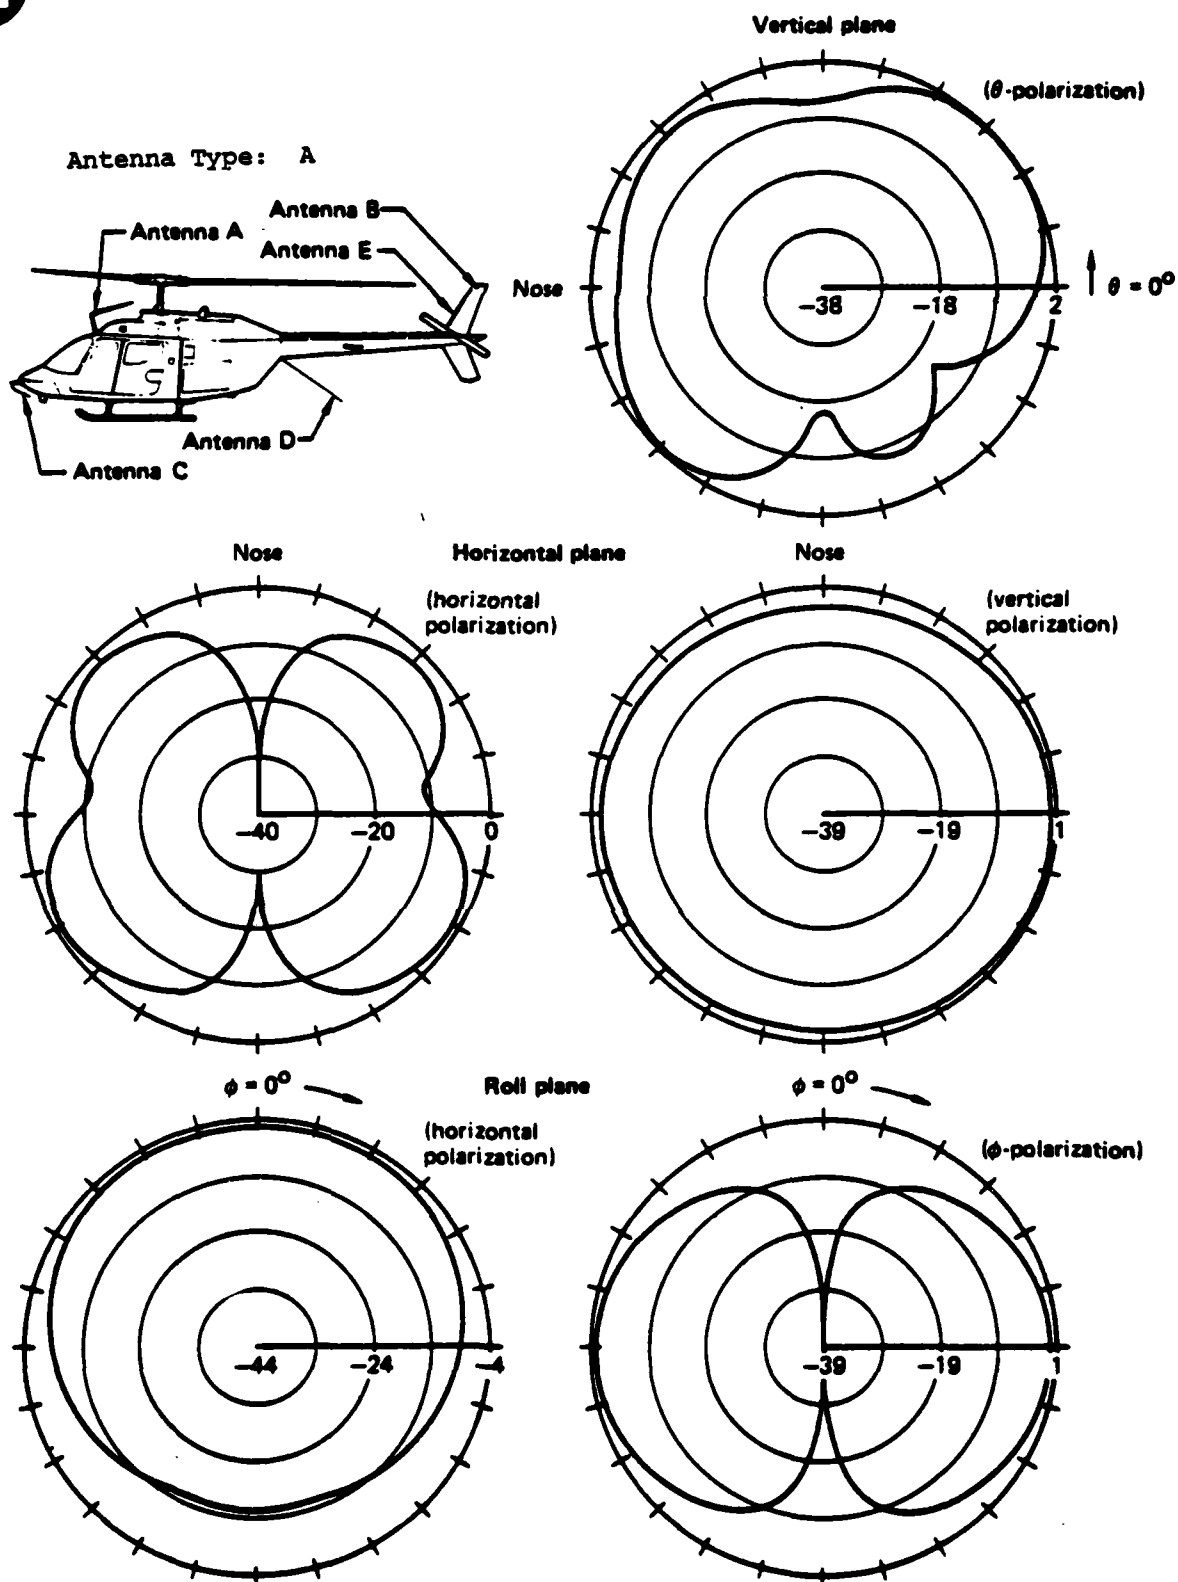 Vertical plane
(θ-polarization)
Antenna Type: A
Antenna B
Antenna A
Antenna E
Nose
-38
-18
2
θ = 0°
Antenna D
Antenna C
Nose
Horizontal plane
Nose
(horizontal
polarization)
(vertical
polarization)
-40
-20
0
-39
-19
1
ϕ = 0°
Roll plane
ϕ = 0°
(horizontal
polarization)
(ϕ-polarization)
-44
-24
-4
-39
-19
1